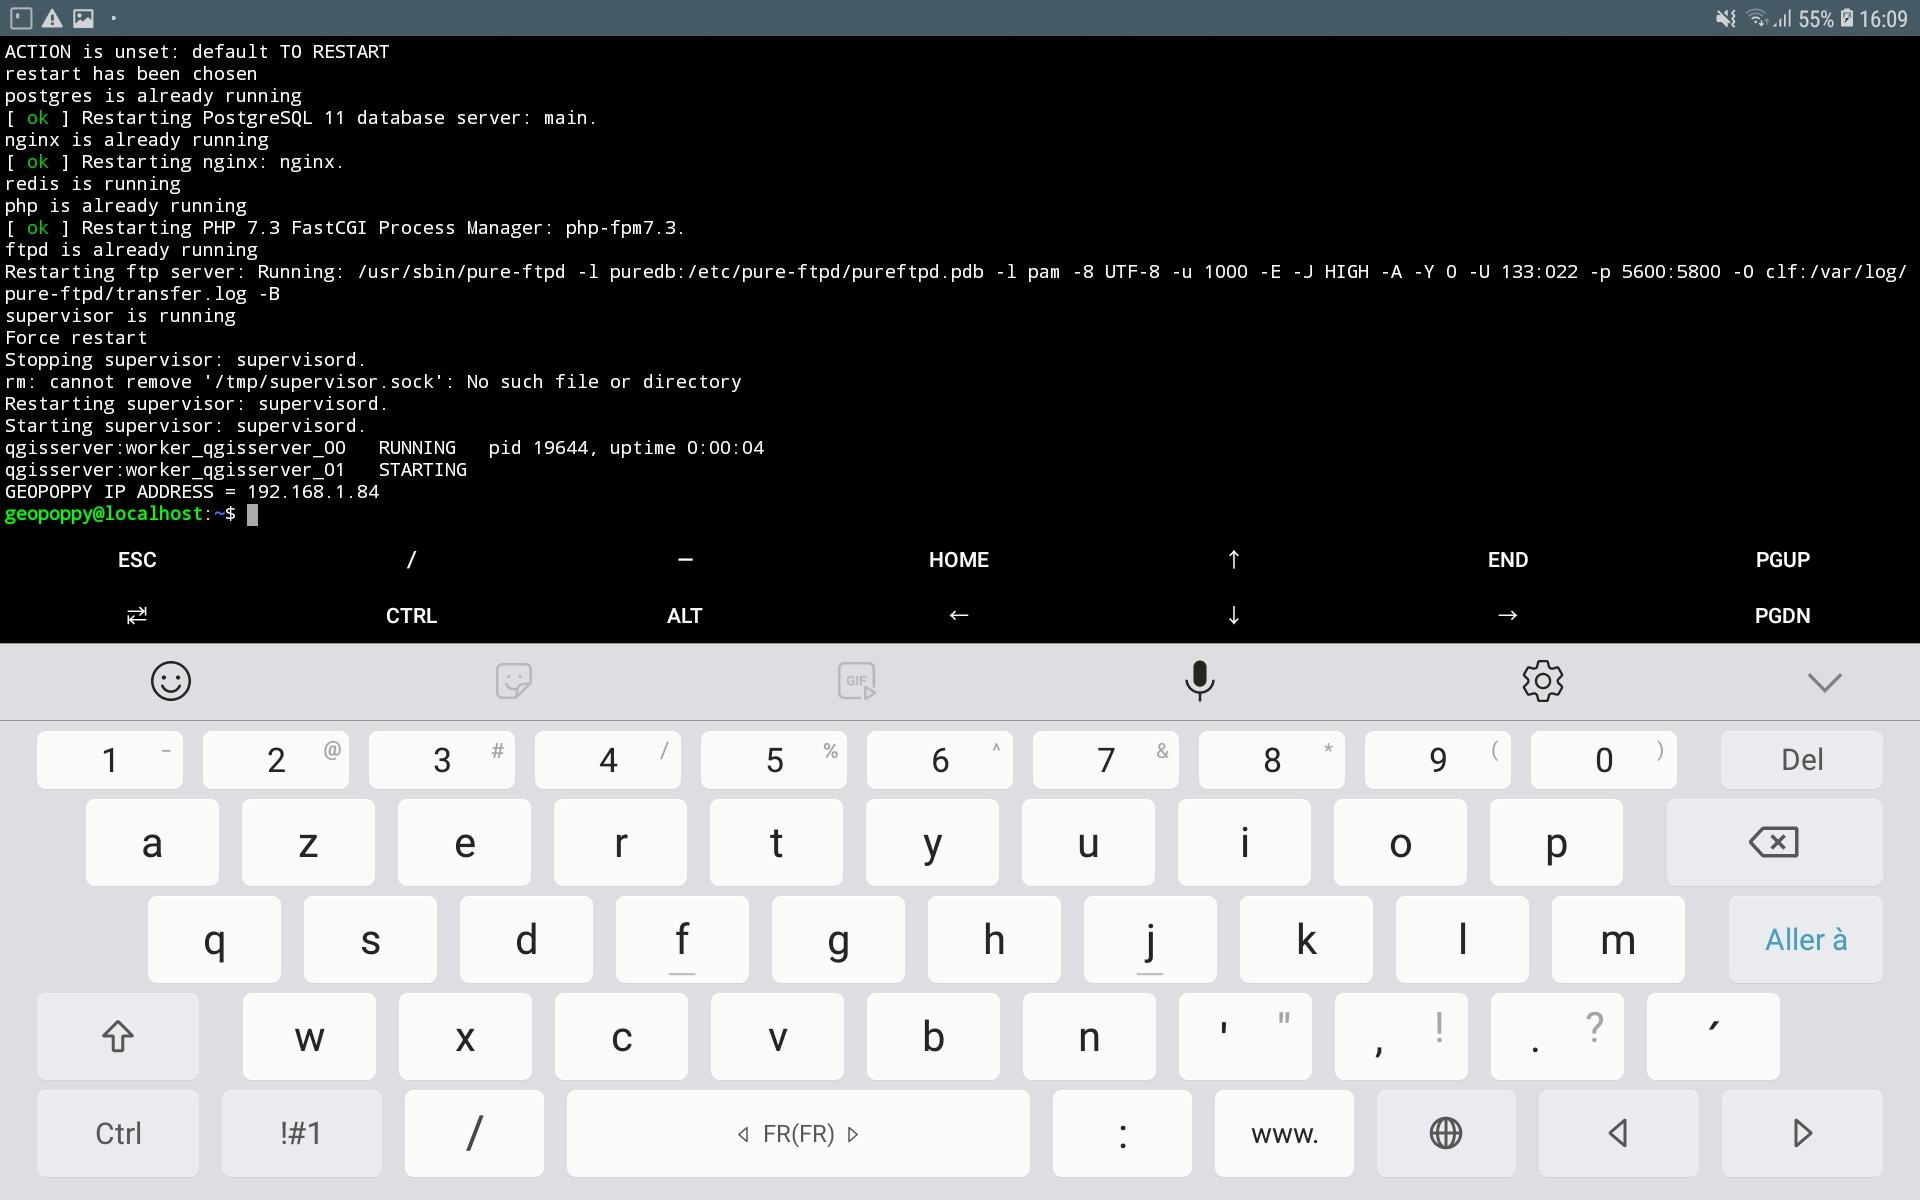 55% 16:09
ACTION is unset: default TO RESTART
restart has been chosen
postgres is already running
[ ok ] Restarting PostgreSQL 11 database server: main.
nginx is already running
[ ok ] Restarting nginx: nginx.
redis is running
php is already running
[ ok ] Restarting PHP 7.3 FastCGI Process Manager: php-fpm7.3.
ftpd is already running
Restarting ftp server: Running: /usr/sbin/pure-ftpd -l puredb:/etc/pure-ftpd/pureftpd.pdb -l pam -8 UTF-8 -u 1000 -E -J HIGH -A -Y 0 -U 133:022 -p 5600:5800 -O clf:/var/log/
pure-ftpd/transfer.log -B
supervisor is running
Force restart
Stopping supervisor: supervisord.
rm: cannot remove '/tmp/supervisor.sock': No such file or directory
Restarting supervisor: supervisord.
Starting supervisor: supervisord.
qgisserver:worker_qgisserver_00   RUNNING   pid 19644, uptime 0:00:04
qgisserver:worker_qgisserver_01   STARTING
GEOPOPPY IP ADDRESS = 192.168.1.84
geopoppy@localhost:~$
ESC / — HOME ↑ END PGUP
⇄ CTRL ALT ← ↓ → PGDN
GIF
1 - 2 @ 3 # 4 / 5 % 6 ^ 7 & 8 * 9 ( 0 ) Del
a z e r t y u i o p
q s d f g h j k l m Aller à
w x c v b n ' " , ! . ? ´
Ctrl !#1 / FR(FR) : www.